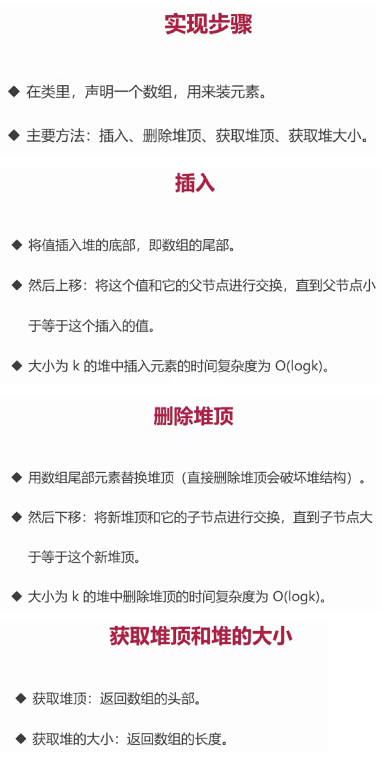 实现步骤
◆ 在类里，声明一个数组，用来装元素。
◆ 主要方法：插入、删除堆顶、获取堆顶、获取堆大小。
插入
◆ 将值插入堆的底部，即数组的尾部。
◆ 然后上移：将这个值和它的父节点进行交换，直到父节点小
于等于这个插入的值。
◆ 大小为 k 的堆中插入元素的时间复杂度为 O(logk)。
删除堆顶
◆ 用数组尾部元素替换堆顶（直接删除堆顶会破坏堆结构）。
◆ 然后下移：将新堆顶和它的子节点进行交换，直到子节点大
于等于这个新堆顶。
◆ 大小为 k 的堆中删除堆顶的时间复杂度为 O(logk)。
获取堆顶和堆的大小
◆ 获取堆顶：返回数组的头部。
◆ 获取堆的大小：返回数组的长度。